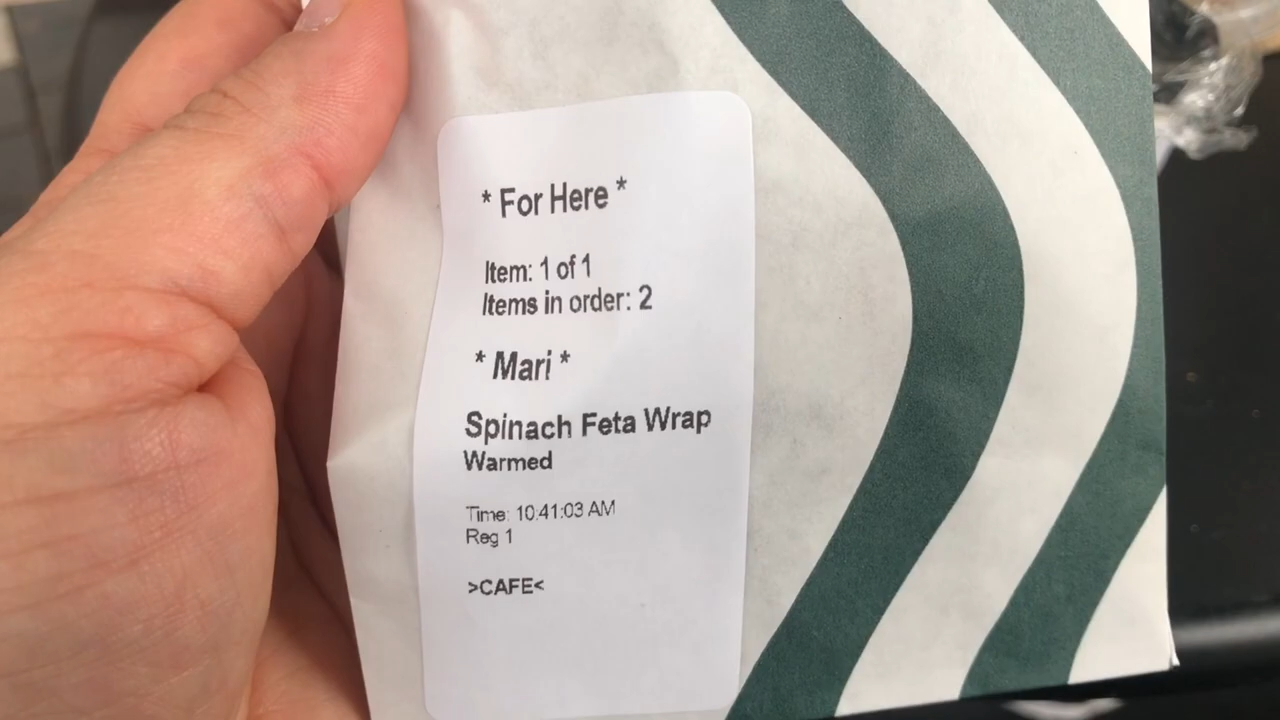 * For Here *
Item: 1 of 1
Items in order: 2
* Mari *
Spinach Feta Wrap
Warmed
Time: 10:41:03 AM
Reg 1
>CAFE<